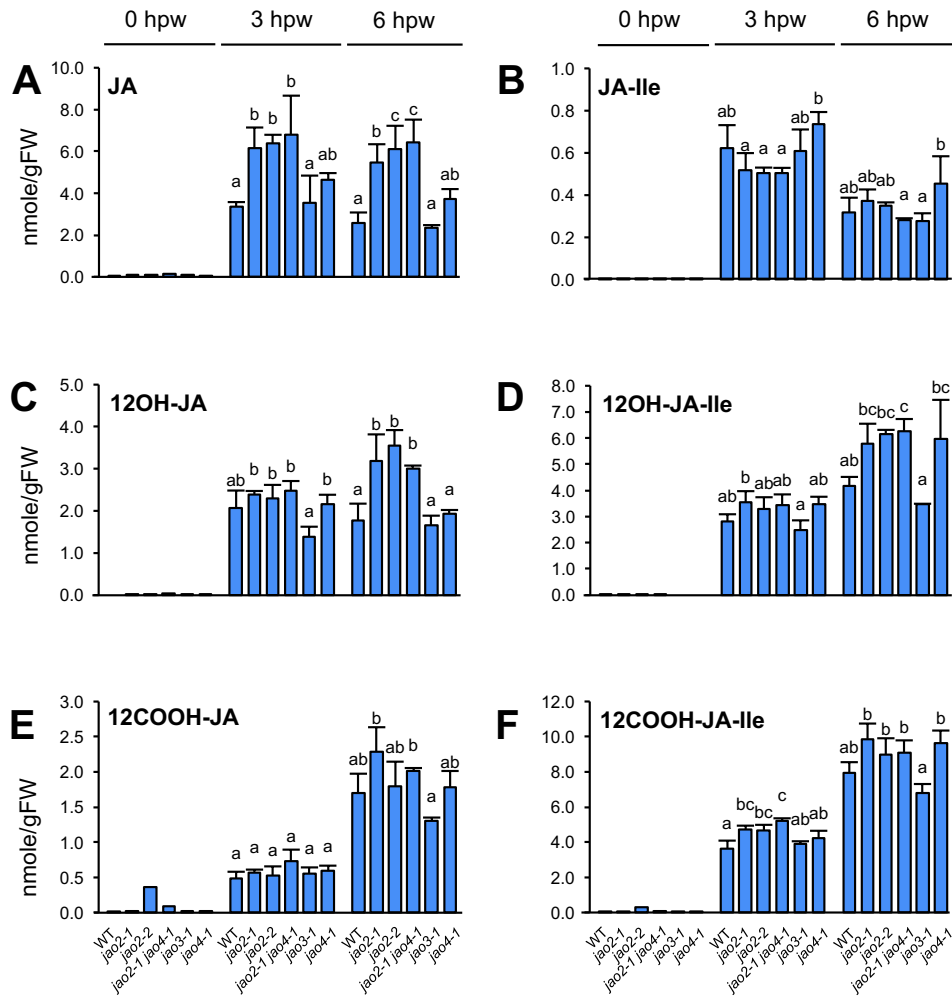 0 hpw 3 hpw 6 hpw 0 hpw 3 hpw 6 hpw
A JA
nmole/gFW
10.0
8.0
6.0
4.0
2.0
0.0
a b b b a ab
a b c c a ab
B JA-Ile
1.0
0.8
0.6
0.4
0.2
0.0
ab a a a ab b
ab ab ab a a b
C 12OH-JA
nmole/gFW
5.0
4.0
3.0
2.0
1.0
0.0
ab b b b a b
a b b b a a
D 12OH-JA-Ile
8.0
7.0
6.0
5.0
4.0
3.0
2.0
1.0
0.0
ab b ab ab a ab
ab bc bc c a bc
E 12COOH-JA
nmole/gFW
3.0
2.5
2.0
1.5
1.0
0.5
0.0
a a a a a a
ab b ab b a ab
WT jao2-1 jao2-2 jao2-1 jao4-1 jao3-1 jao4-1
WT jao2-1 jao2-2 jao2-1 jao4-1 jao3-1 jao4-1
WT jao2-1 jao2-2 jao2-1 jao4-1 jao3-1 jao4-1
F 12COOH-JA-Ile
12.0
10.0
8.0
6.0
4.0
2.0
0.0
a bc bc c ab ab
ab b b b a b
WT jao2-1 jao2-2 jao2-1 jao4-1 jao3-1 jao4-1
WT jao2-1 jao2-2 jao2-1 jao4-1 jao3-1 jao4-1
WT jao2-1 jao2-2 jao2-1 jao4-1 jao3-1 jao4-1